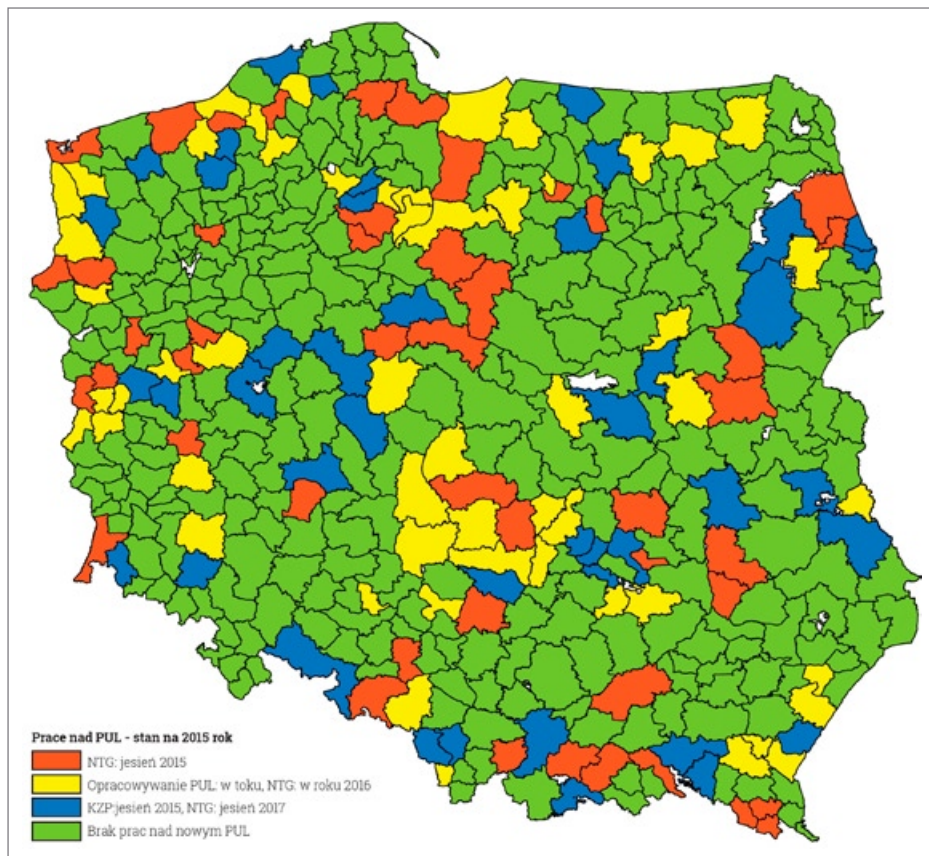 Prace nad PUL - stan na 2015 rok
NTG: jesień 2015
Opracowywanie PUL: w toku, NTG: w roku 2016
KZP:jesień 2015, NTG: jesień 2017
Brak prac nad nowym PUL